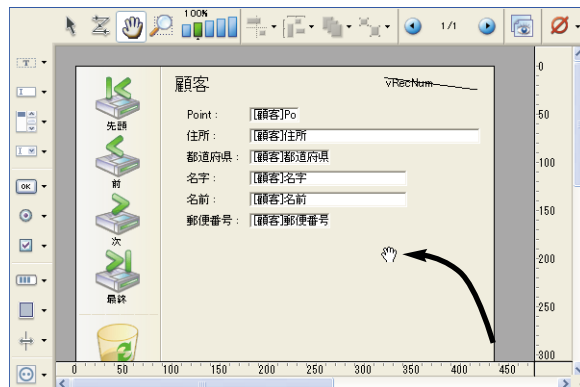 100%
1/1
顧客
vRecNum
Point : [顧客]Po
住所 : [顧客]住所
都道府県 : [顧客]都道府県
名字 : [顧客]名字
名前 : [顧客]名前
郵便番号 : [顧客]郵便番号
先頭
前
次
最終
OK
0
50
100
150
200
250
300
0 50 100 150 200 250 300 350 400 450